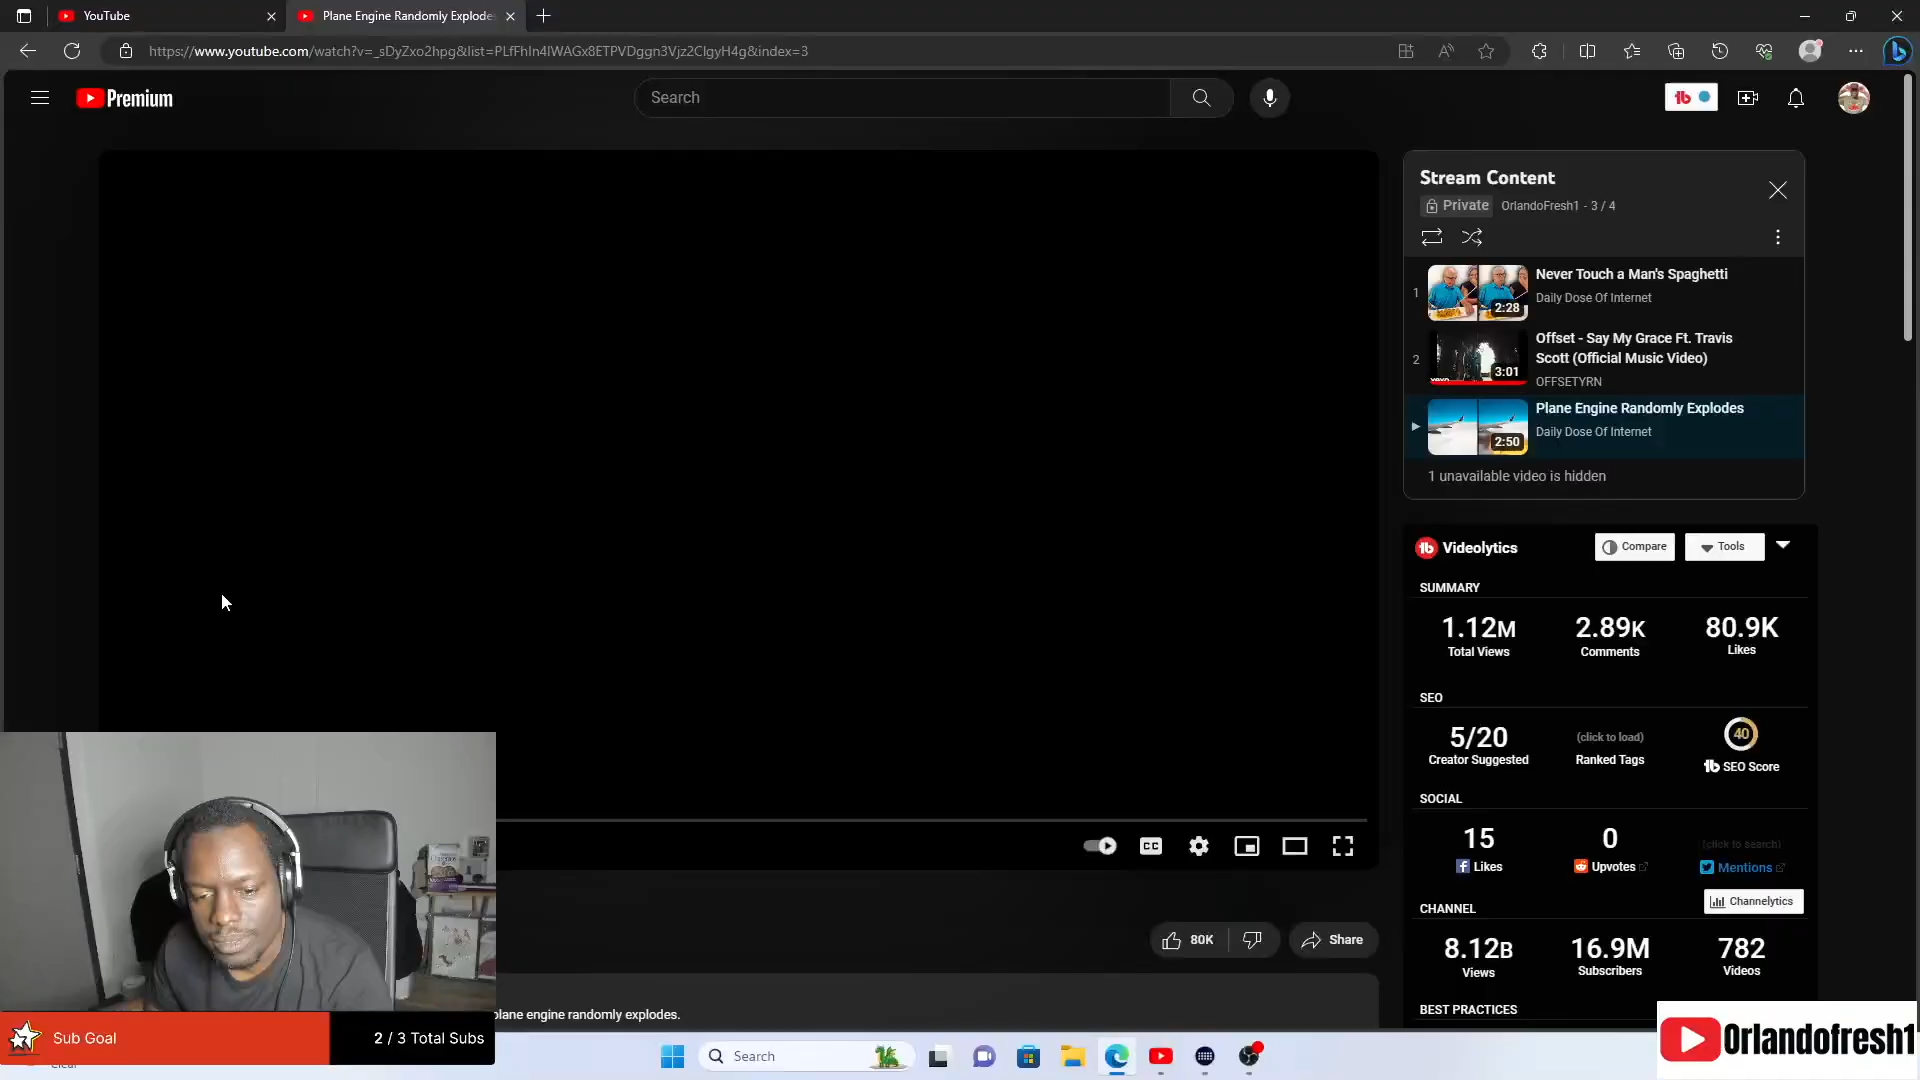 YouTube
Plane Engine Randomly Explode
https://www.youtube.com/watch?v=_sDyZxo2hpg&list=PLfFhIn4lWAGx8ETPVDggn3Vjz2CIgyH4g&index=3
Premium
Search
Stream Content
Private OrlandoFresh1 - 3 / 4
1
2:28
Never Touch a Man's Spaghetti
Daily Dose Of Internet
2
3:01
Offset - Say My Grace Ft. Travis
Scott (Official Music Video)
OFFSETYRN
2:50
Plane Engine Randomly Explodes
Daily Dose Of Internet
1 unavailable video is hidden
Videolytics
Compare
Tools
SUMMARY
1.12M 2.89K 80.9K
Total Views Comments Likes
SEO
5/20 (click to load) 40
Creator Suggested Ranked Tags SEO Score
SOCIAL
15 0 (click to search)
Likes Upvotes Mentions
CHANNEL Channelytics
8.12B 16.9M 782
Views Subscribers Videos
BEST PRACTICES
CC
80K
Share
plane engine randomly explodes.
Sub Goal 2 / 3 Total Subs
Search
Orlandofresh1